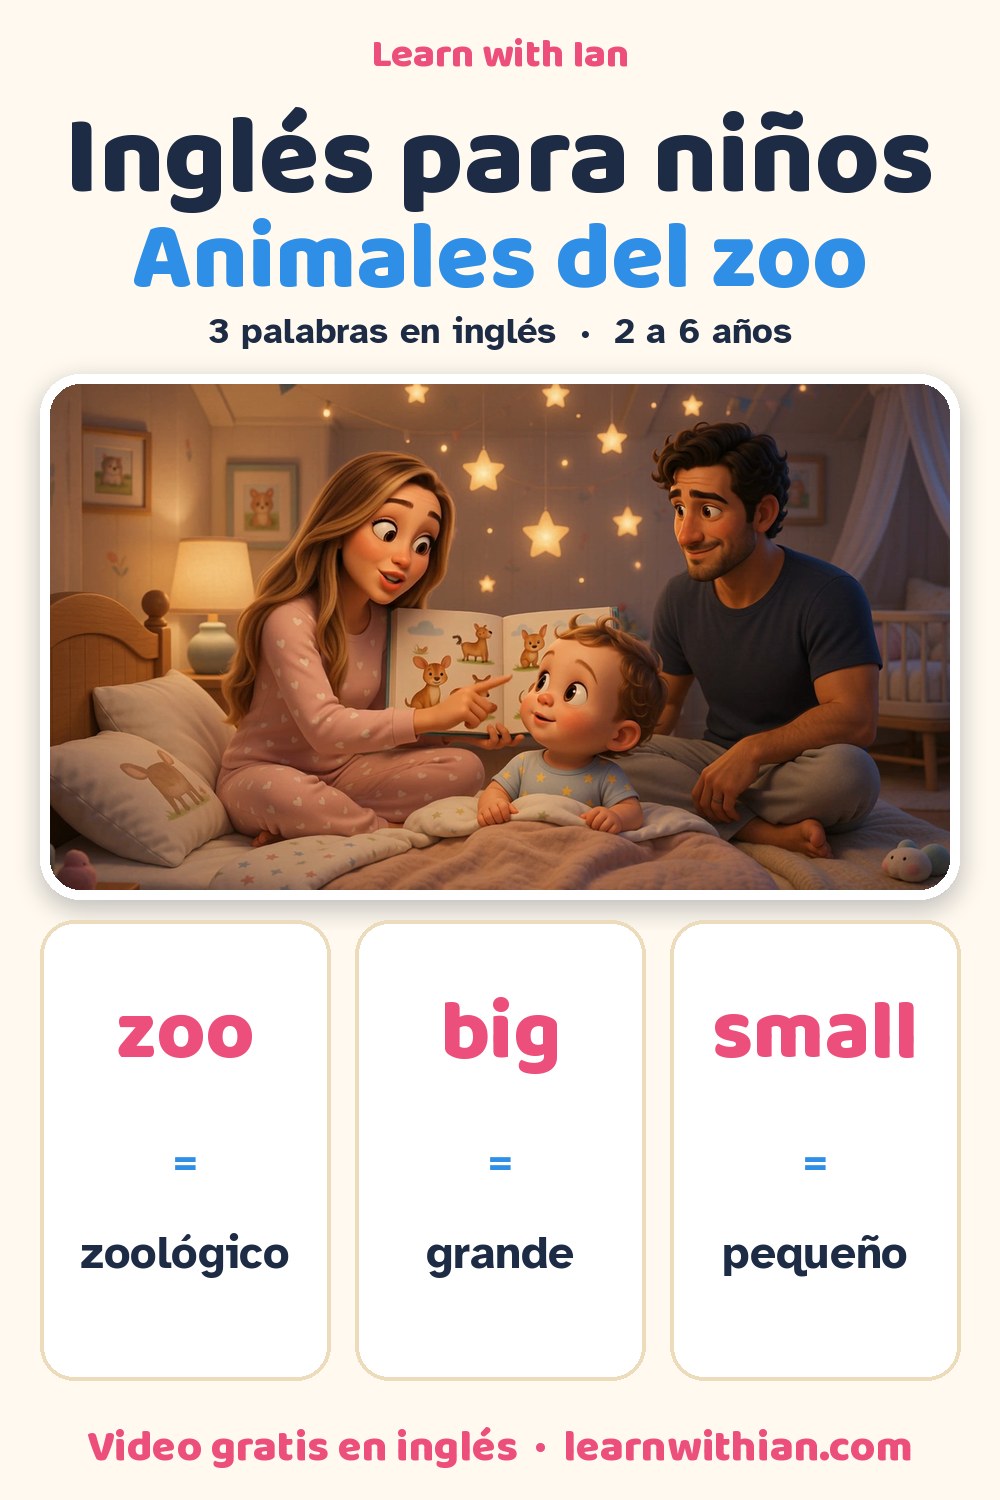 Learn with Ian
Inglés para niños
Animales del zoo
3 palabras en inglés · 2 a 6 años
zoo
=
zoológico
big
=
grande
small
=
pequeño
Video gratis en inglés · learnwithian.com